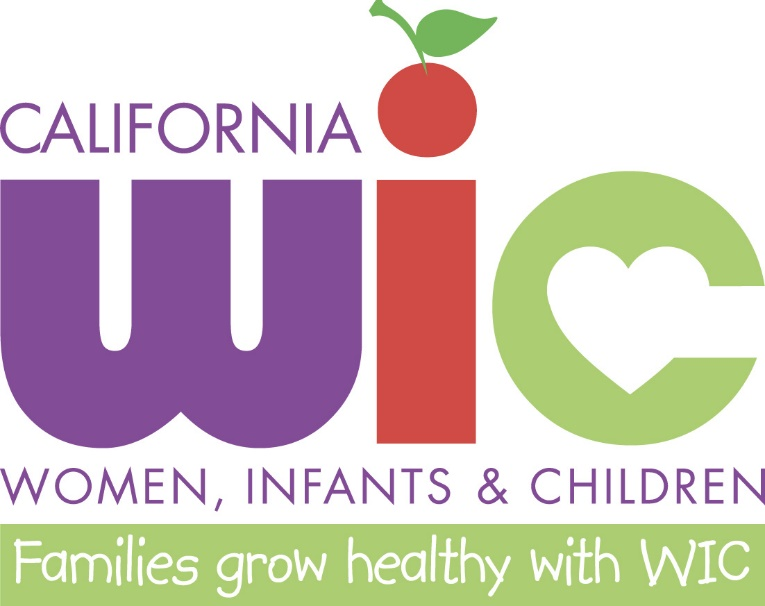 CALIFORNIA
wic
WOMEN, INFANTS & CHILDREN
Families grow healthy with WIC